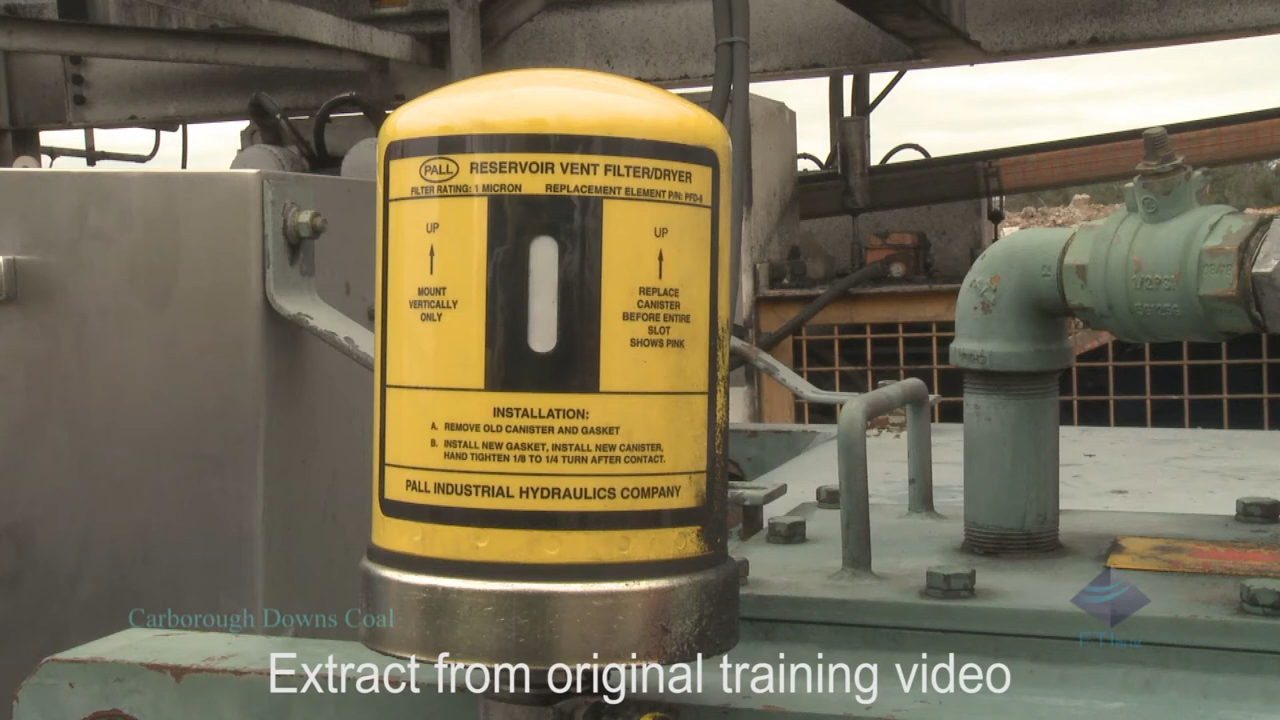 PALL RESERVOIR VENT FILTER/DRYER
FILTER RATING: 1 MICRON REPLACEMENT ELEMENT P/N: PFD-8
UP
MOUNT
VERTICALLY
ONLY
UP
REPLACE
CANISTER
BEFORE ENTIRE
SLOT
SHOWS PINK
INSTALLATION:
A. REMOVE OLD CANISTER AND GASKET
B. INSTALL NEW GASKET, INSTALL NEW CANISTER,
HAND TIGHTEN 1/8 TO 1/4 TURN AFTER CONTACT.
PALL INDUSTRIAL HYDRAULICS COMPANY
Carborough Downs Coal
Extract from original training video